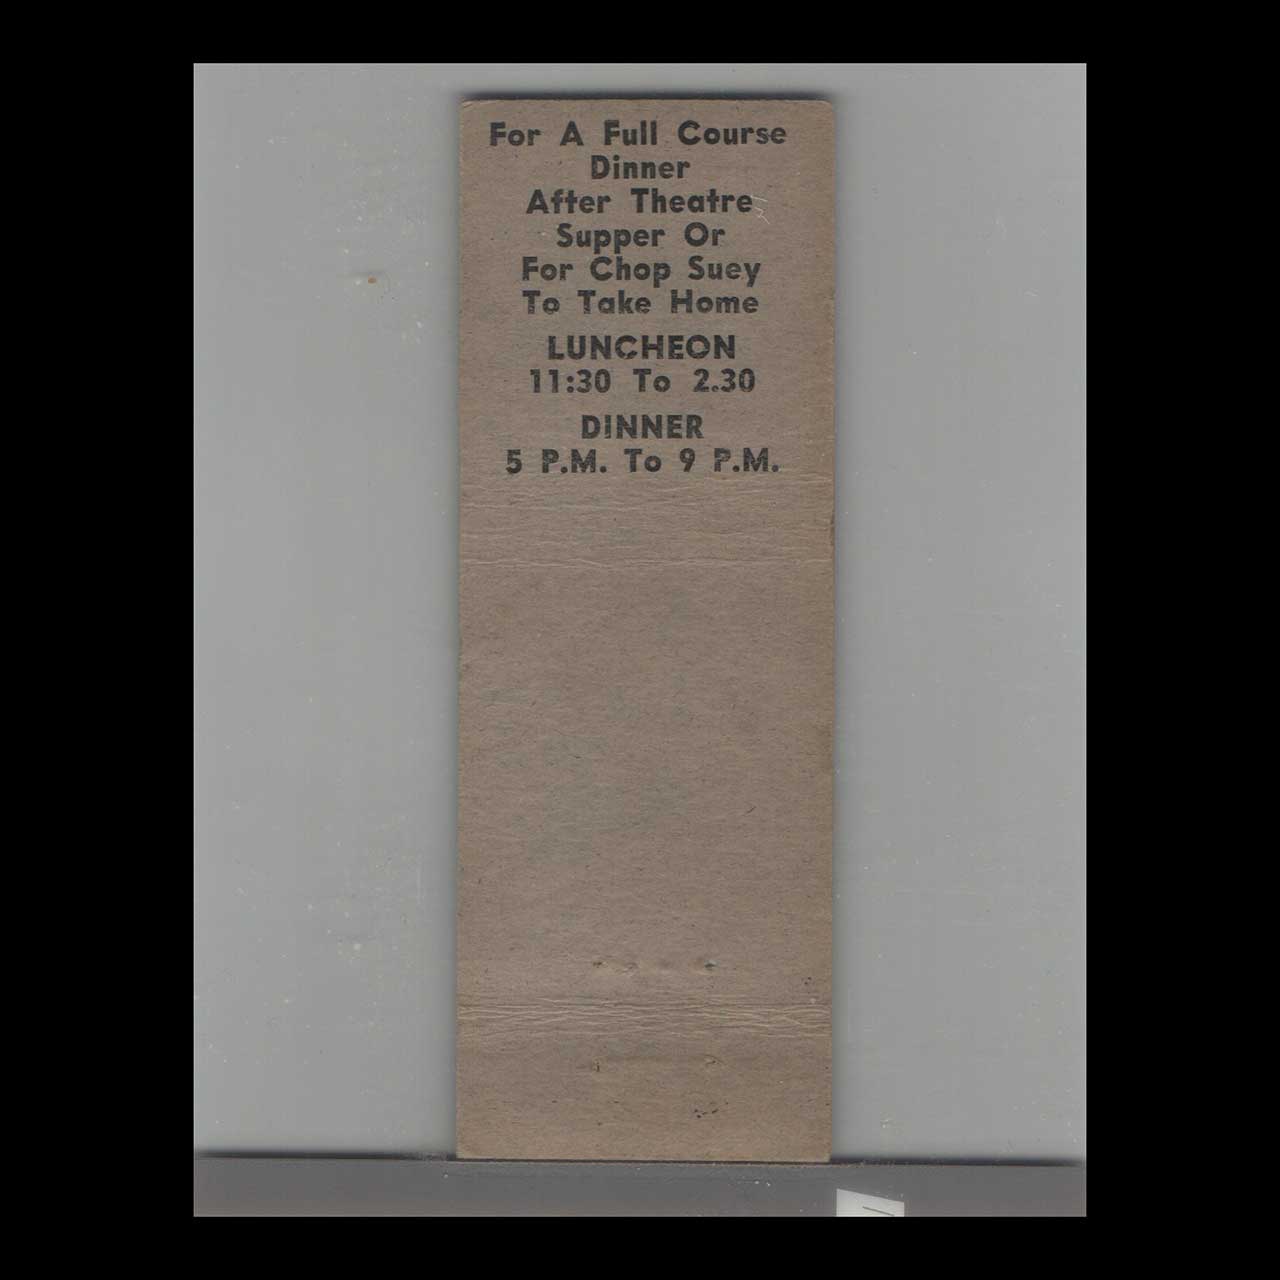 For A Full Course
Dinner
After Theatre
Supper Or
For Chop Suey
To Take Home
LUNCHEON
11:30 To 2.30
DINNER
5 P.M. To 9 P.M.